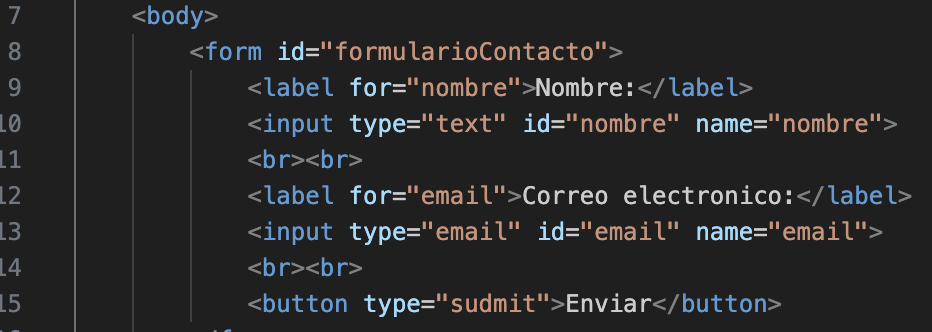 7 <body>
8 <form id="formularioContacto">
9 <label for="nombre">Nombre:</label>
10 <input type="text" id="nombre" name="nombre">
11 <br><br>
12 <label for="email">Correo electronico:</label>
13 <input type="email" id="email" name="email">
14 <br><br>
15 <button type="sudmit">Enviar</button>